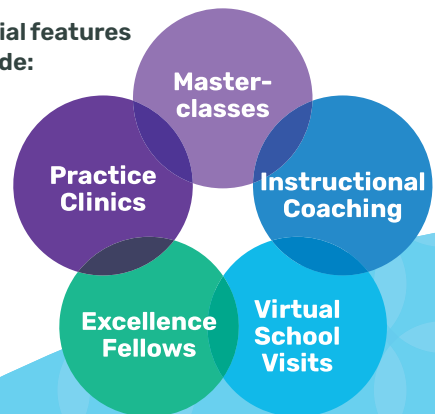 ial features
de:
Master-
classes
Practice
Clinics
Instructional
Coaching
Excellence
Fellows
Virtual
School
Visits